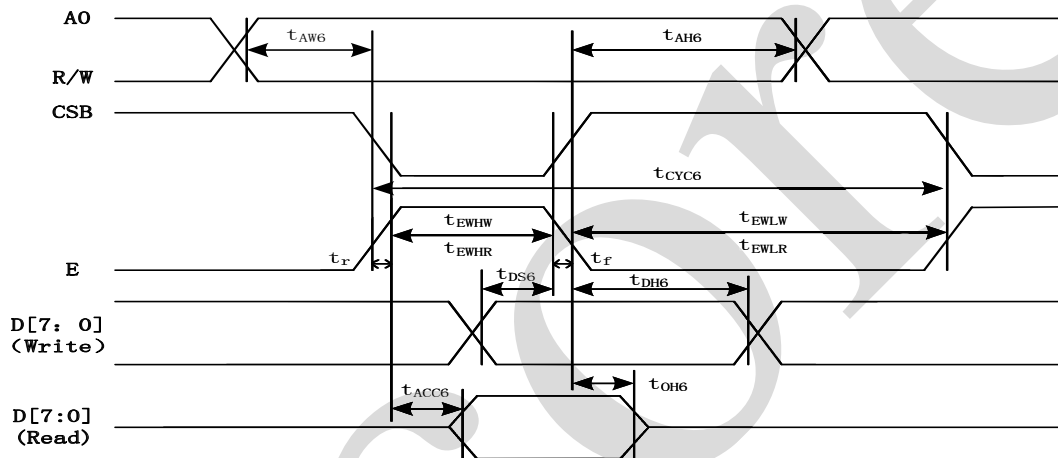 A0
tAW6
tAH6
R/W
CSB
tCYC6
tEWHW
tEWLW
tr
tEWHR
tf
tEWLR
E
tDS6
tDH6
D[7: 0]
(Write)
tACC6
tOH6
D[7:0]
(Read)